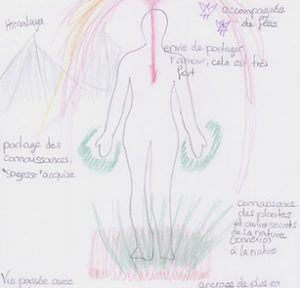 Himalaya
accompagnée
de fées
envie de partager
l'amour, cela est très
fort
partage des
connaissances,
"sagesse" acquise
connaissance
des plantes
et autres secrets
de la nature
connexion
à la nature
Vie passée avec
ancrage de plus en